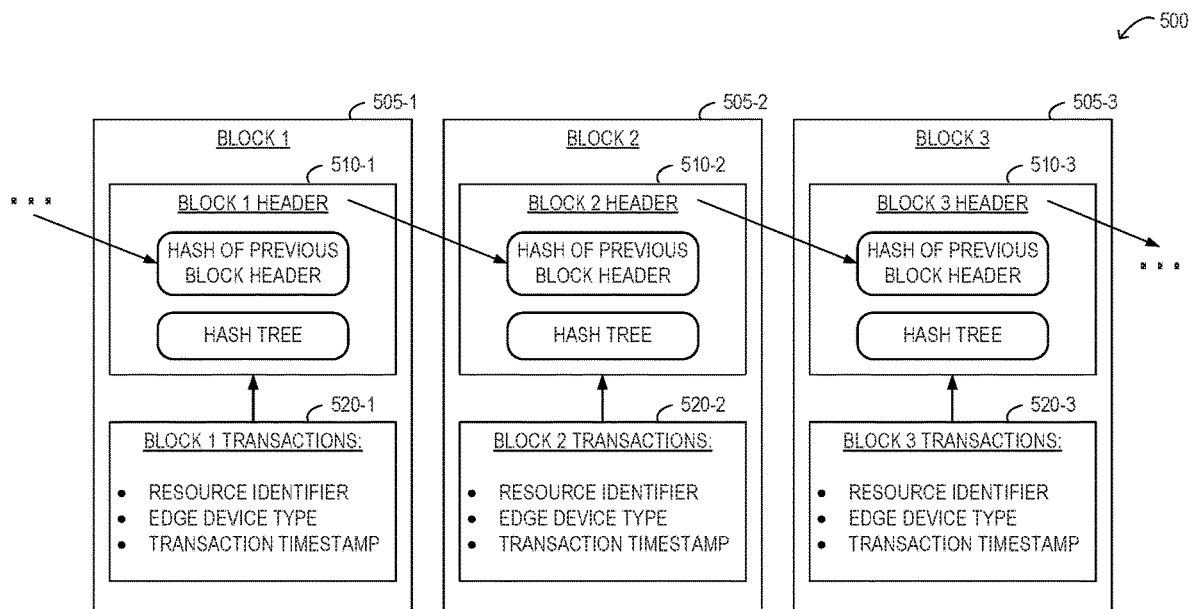 500
505-1
BLOCK 1
510-1
BLOCK 1 HEADER
HASH OF PREVIOUS
BLOCK HEADER
HASH TREE
520-1
BLOCK 1 TRANSACTIONS:
• RESOURCE IDENTIFIER
• EDGE DEVICE TYPE
• TRANSACTION TIMESTAMP
505-2
BLOCK 2
510-2
BLOCK 2 HEADER
HASH OF PREVIOUS
BLOCK HEADER
HASH TREE
520-2
BLOCK 2 TRANSACTIONS:
• RESOURCE IDENTIFIER
• EDGE DEVICE TYPE
• TRANSACTION TIMESTAMP
505-3
BLOCK 3
510-3
BLOCK 3 HEADER
HASH OF PREVIOUS
BLOCK HEADER
HASH TREE
520-3
BLOCK 3 TRANSACTIONS:
• RESOURCE IDENTIFIER
• EDGE DEVICE TYPE
• TRANSACTION TIMESTAMP